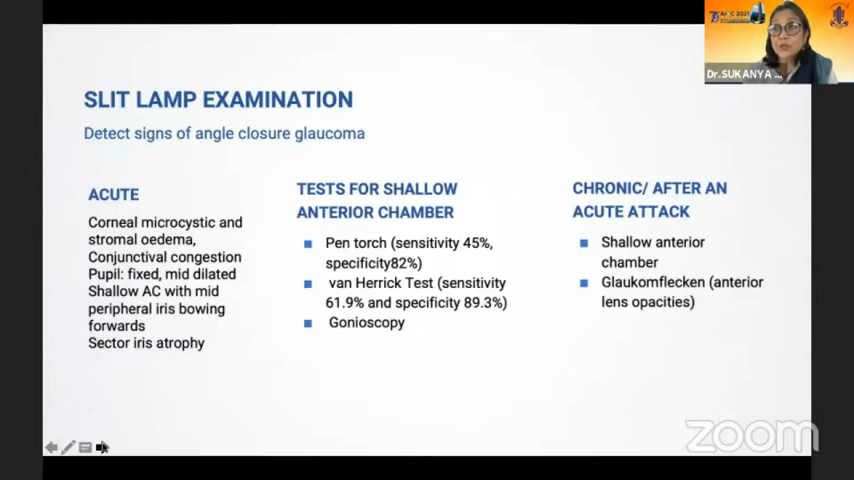 AIOC 2021
Dr.SUKANYA ...
SLIT LAMP EXAMINATION
Detect signs of angle closure glaucoma
ACUTE
Corneal microcystic and
stromal oedema,
Conjunctival congestion
Pupil: fixed, mid dilated
Shallow AC with mid
peripheral iris bowing
forwards
Sector iris atrophy
TESTS FOR SHALLOW
ANTERIOR CHAMBER
Pen torch (sensitivity 45%,
specificity82%)
van Herrick Test (sensitivity
61.9% and specificity 89.3%)
Gonioscopy
CHRONIC/ AFTER AN
ACUTE ATTACK
Shallow anterior
chamber
Glaukomflecken (anterior
lens opacities)
zoom